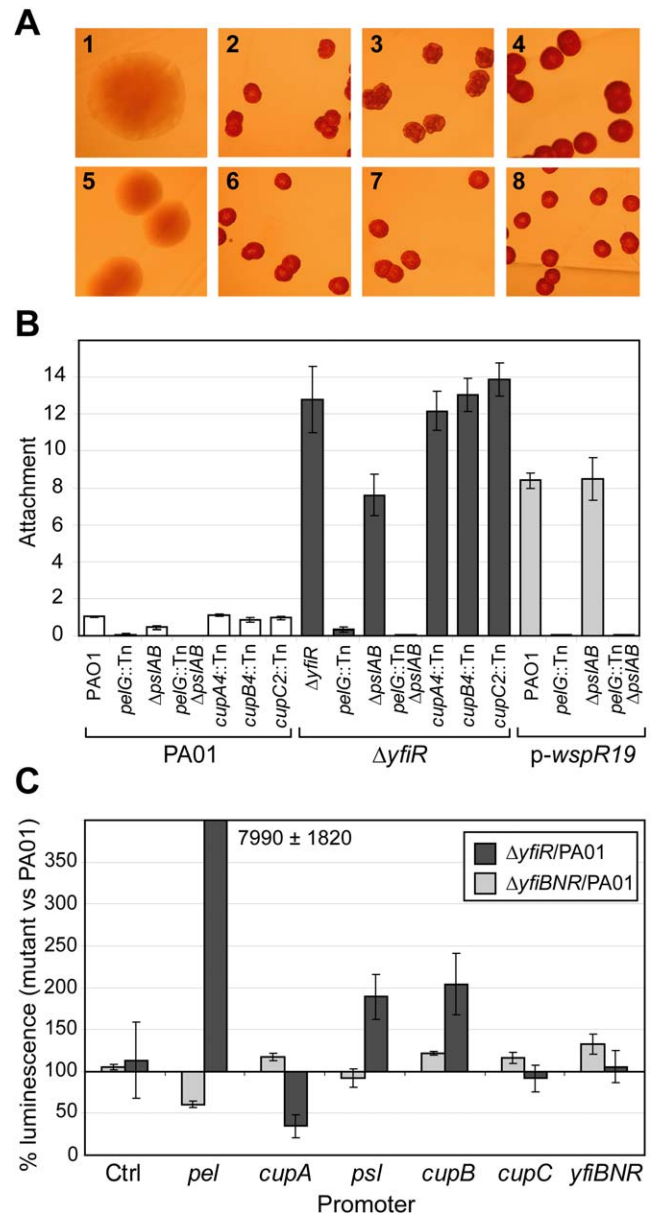 A
1 2 3 4
5 6 7 8
B
Attachment
14
12
10
8
6
4
2
0
PAO1
pelG::Tn
ΔpslAB
pelG::Tn
ΔpslAB
cupA4::Tn
cupB4::Tn
cupC2::Tn
ΔyfiR
pelG::Tn
ΔpslAB
pelG::Tn
ΔpslAB
cupA4::Tn
cupB4::Tn
cupC2::Tn
PAO1
pelG::Tn
ΔpslAB
pelG::Tn
ΔpslAB
PA01 ΔyfiR p-wspR19
C
% luminescence (mutant vs PA01)
350
300
250
200
150
100
50
0
7990 ± 1820
ΔyfiR/PA01
ΔyfiBNR/PA01
Ctrl pel cupA psl cupB cupC yfiBNR
Promoter